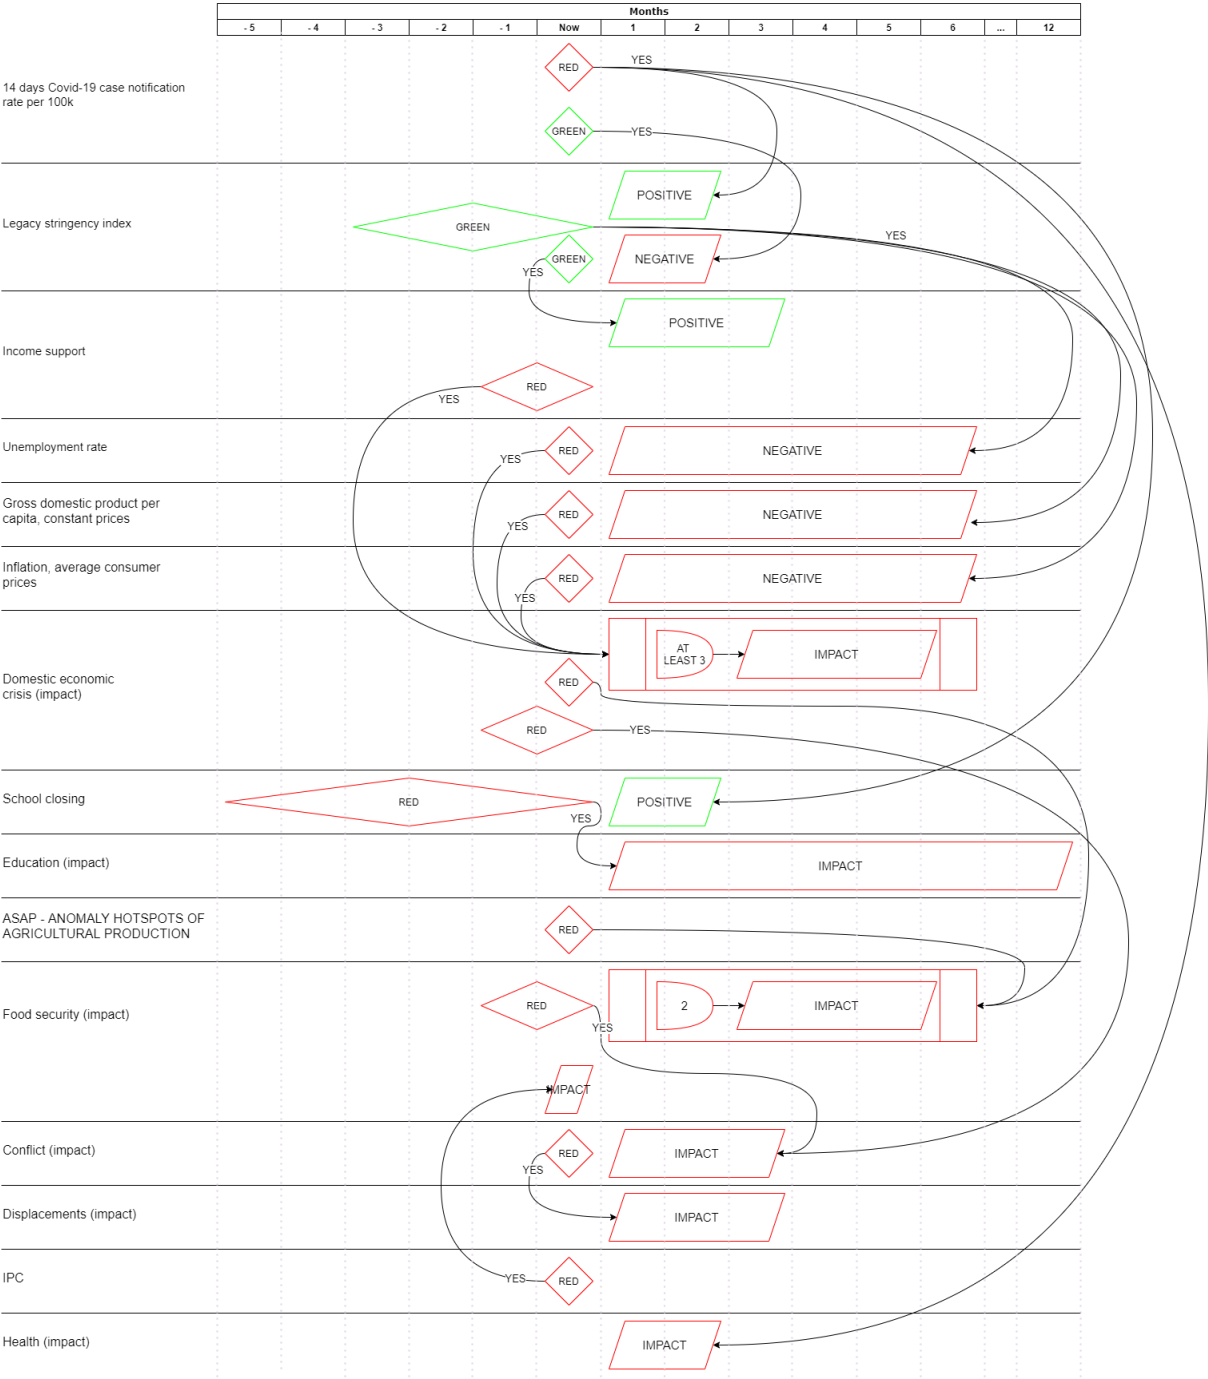 Months
- 5 - 4 - 3 - 2 - 1 Now 1 2 3 4 5 6 ... 12
RED
YES
14 days Covid-19 case notification
rate per 100k
GREEN
YES
POSITIVE
Legacy stringency index
GREEN
YES
GREEN
NEGATIVE
YES
POSITIVE
Income support
RED
YES
Unemployment rate
YES
RED
NEGATIVE
Gross domestic product per
capita, constant prices
YES
RED
NEGATIVE
Inflation, average consumer
prices
YES
RED
NEGATIVE
AT
LEAST 3
IMPACT
Domestic economic
crisis (impact)
RED
RED
YES
School closing
RED
YES
POSITIVE
Education (impact)
IMPACT
ASAP - ANOMALY HOTSPOTS OF
AGRICULTURAL PRODUCTION
RED
Food security (impact)
RED
YES
2
IMPACT
IMPACT
Conflict (impact)
RED
YES
IMPACT
Displacements (impact)
IMPACT
IPC
YES
RED
Health (impact)
IMPACT